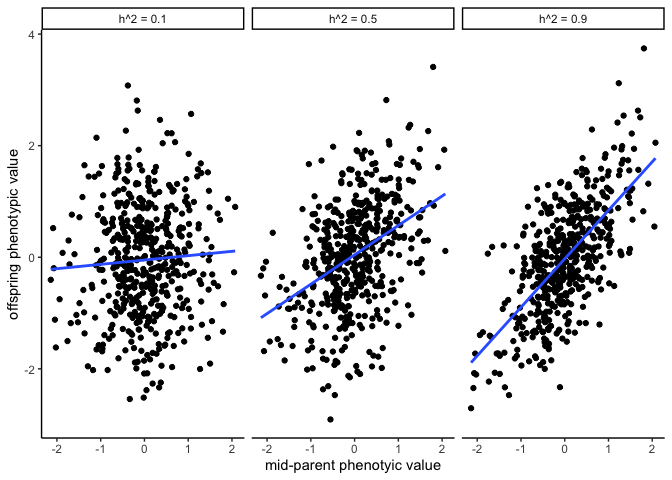 h^2 = 0.1
h^2 = 0.5
h^2 = 0.9
offspring phenotypic value
4
2
0
-2
-2 -1 0 1 2
-2 -1 0 1 2
-2 -1 0 1 2
mid-parent phenotyic value